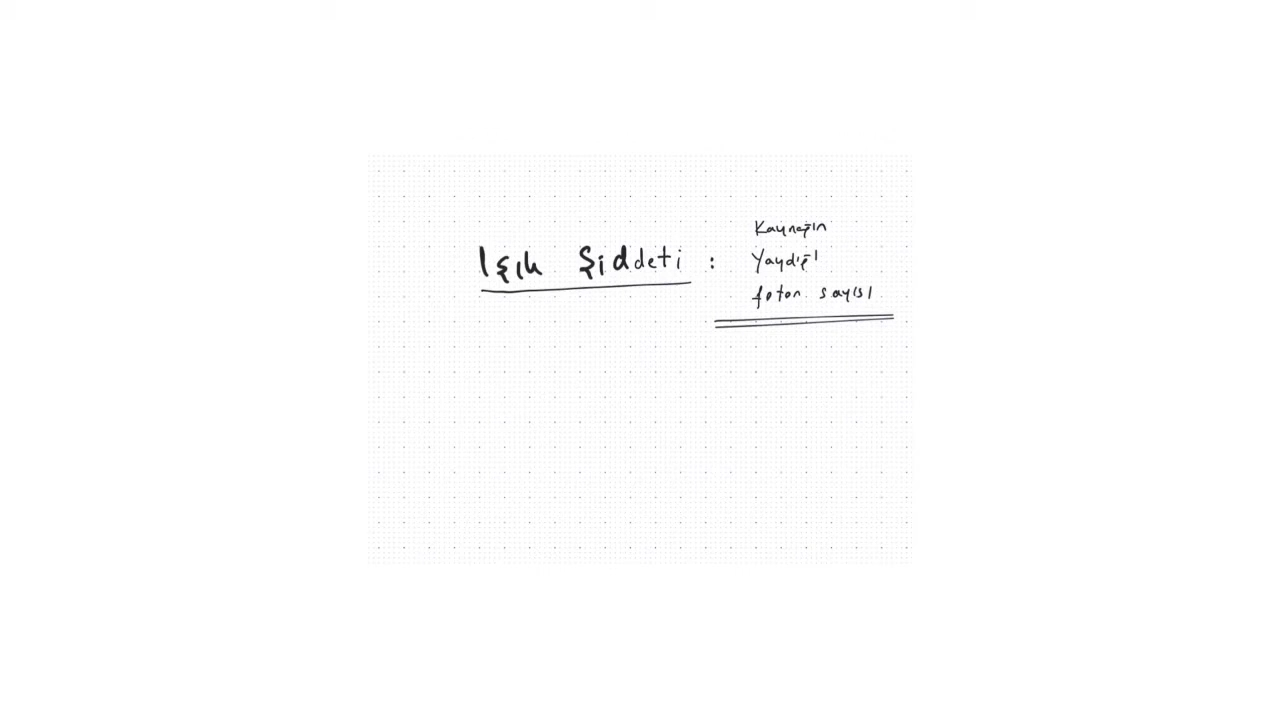 Işık Şiddeti :
Kaynağın
Yaydığı
foton sayısı